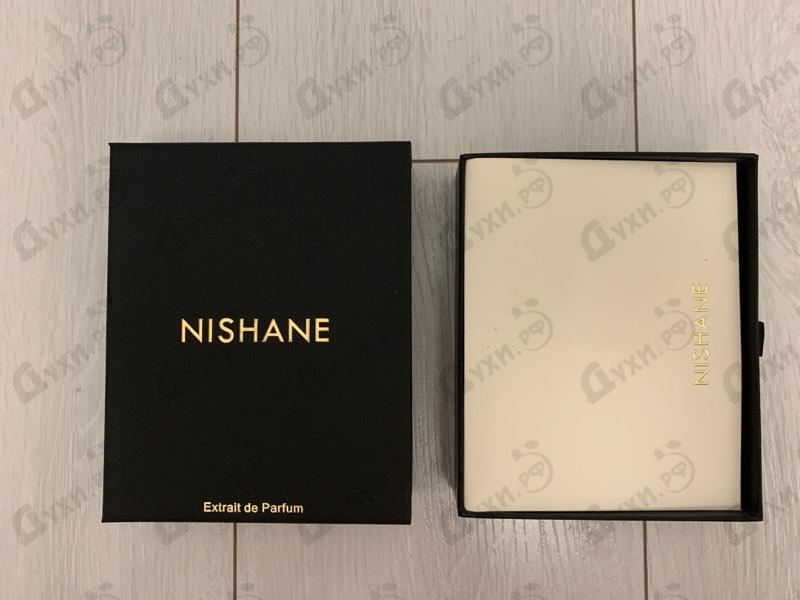 NISHANE
Extrait de Parfum
NISHANE
Духи.рф